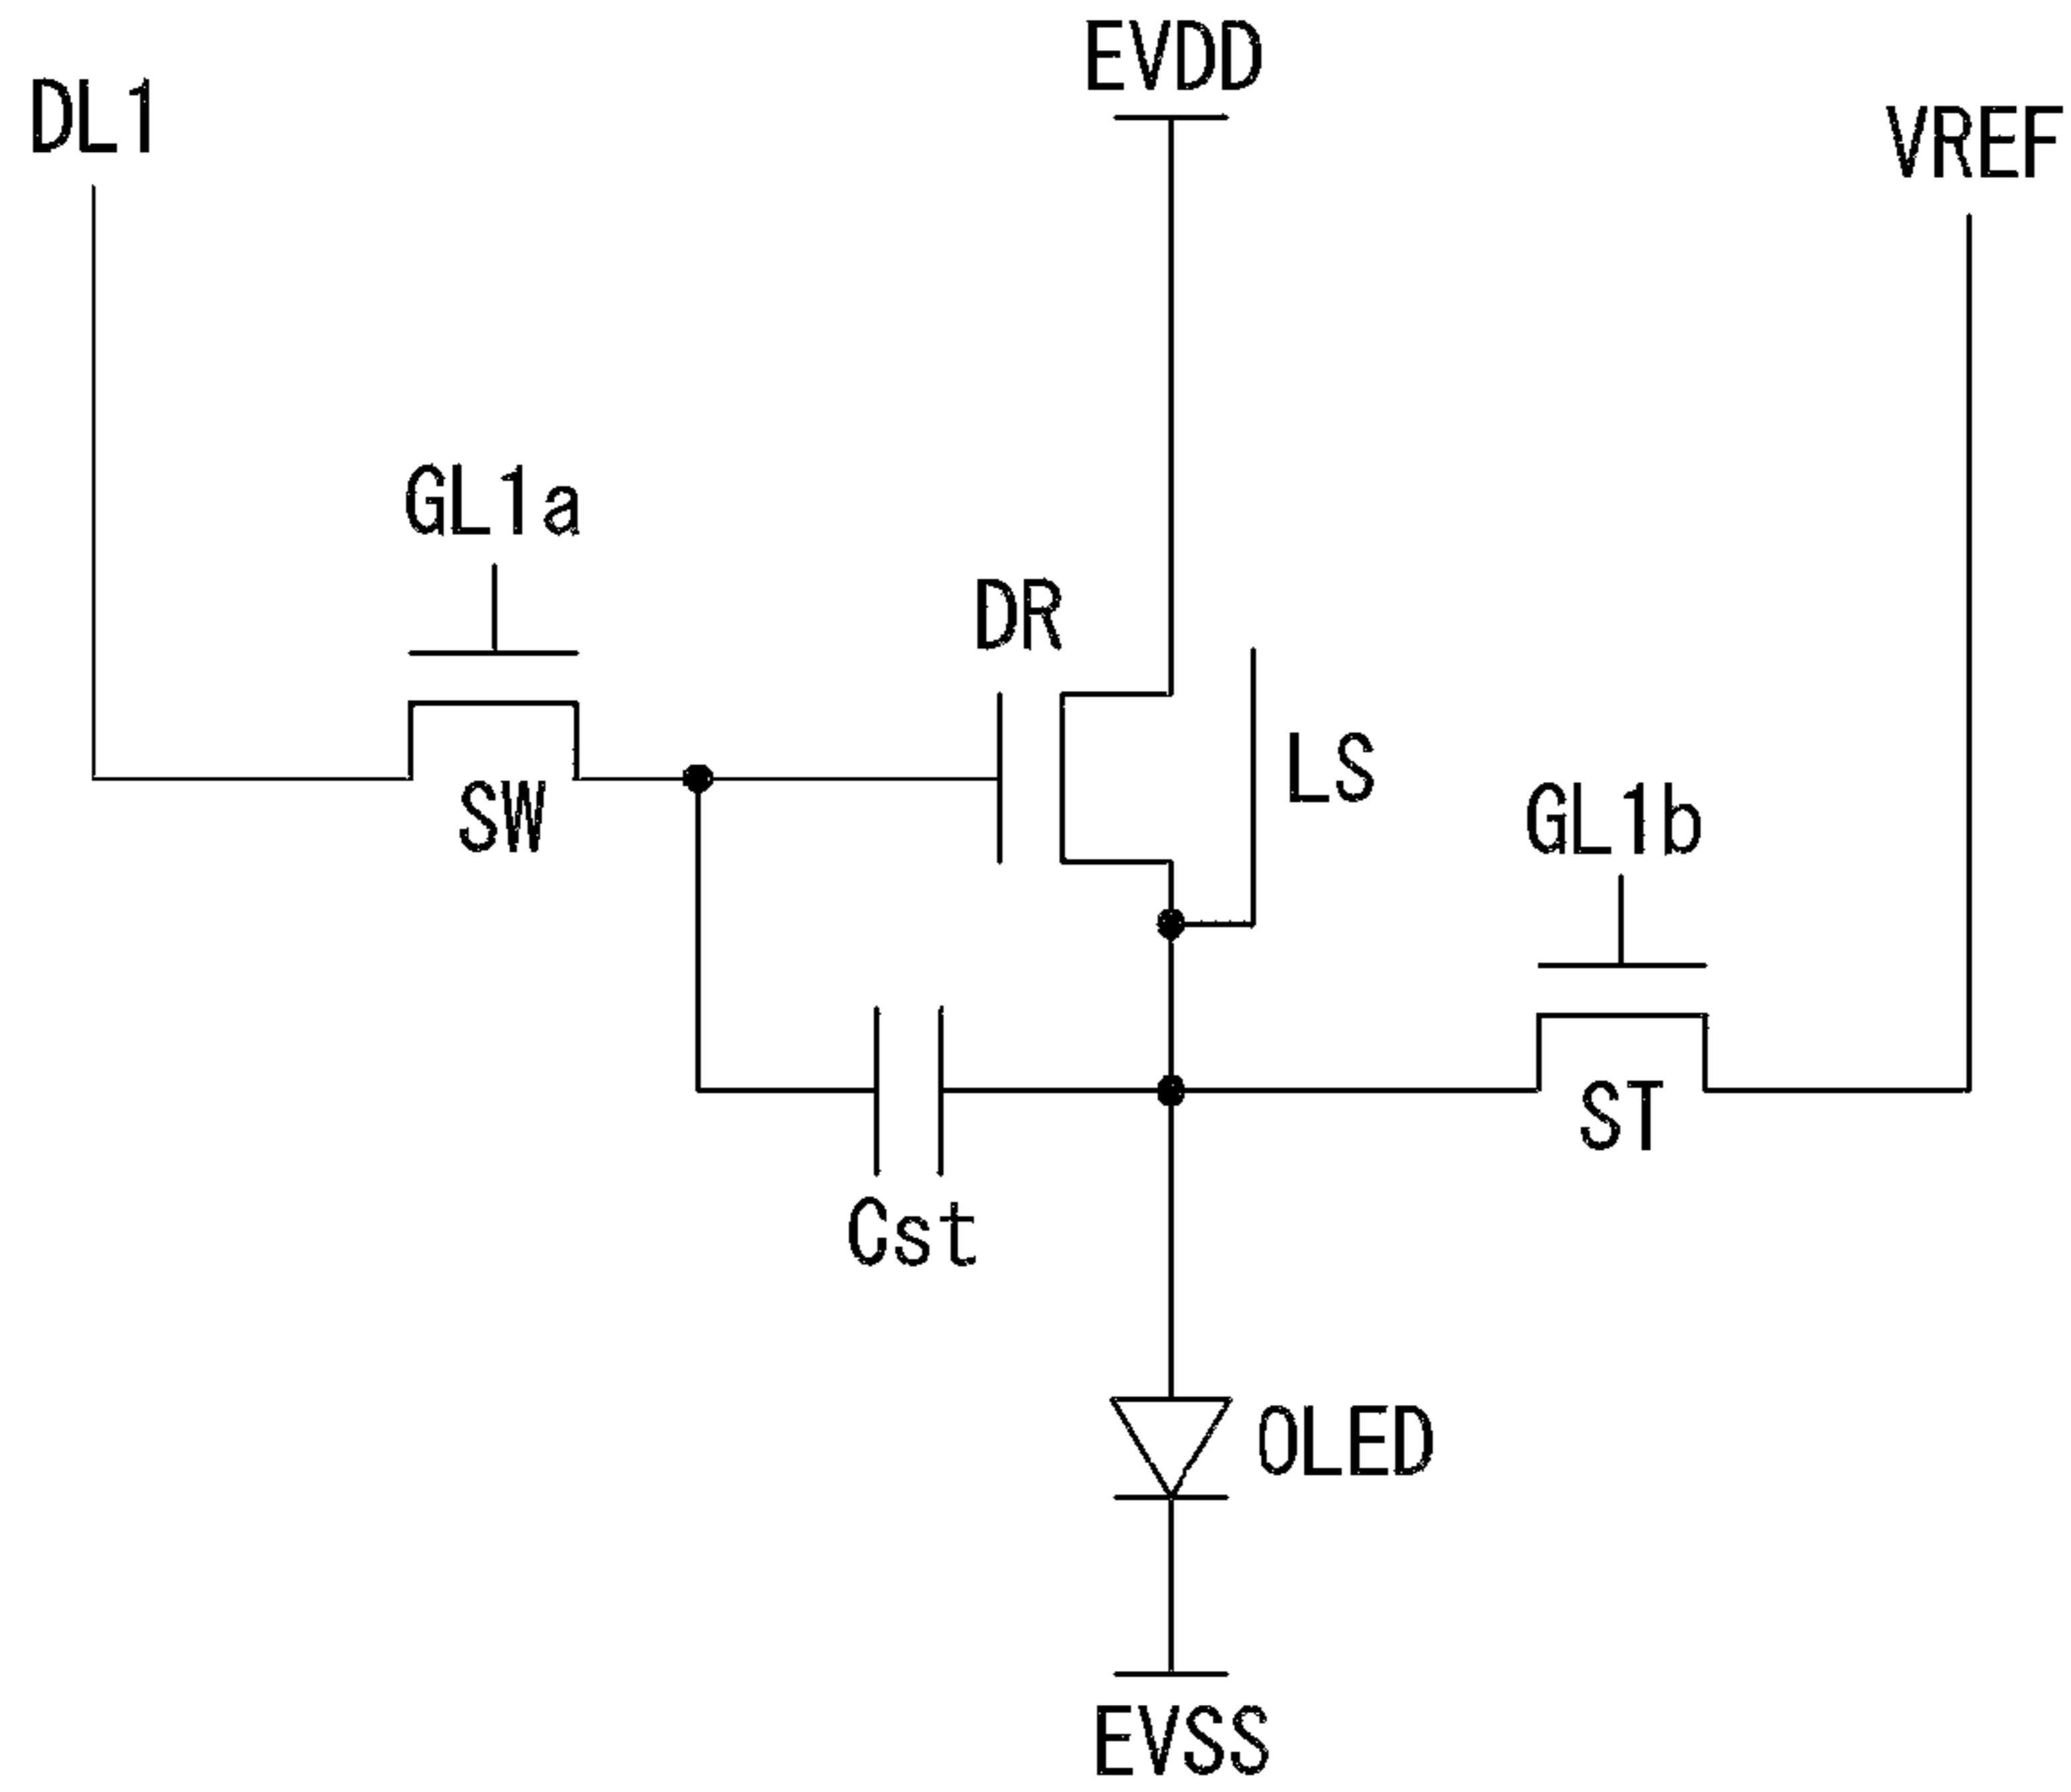 EVDD
DL1
VREF
GL1a
DR
LS
SW
GL1b
ST
Cst
OLED
EVSS